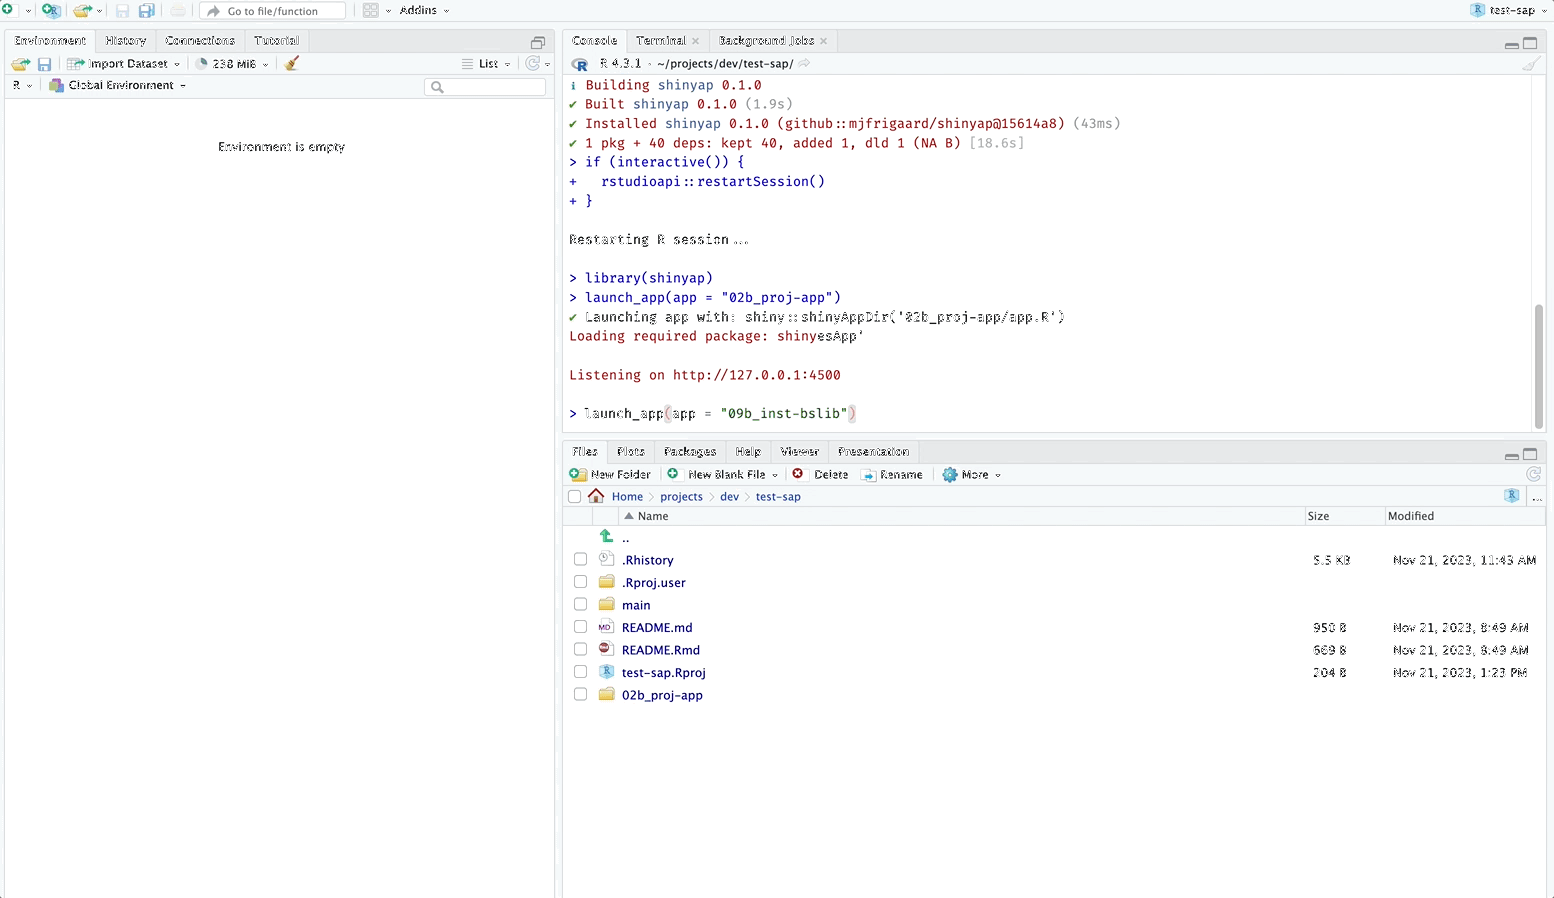 Go to file/function
Addins
test-sap
Environment
History
Connections
Tutorial
Import Dataset
238 MiB
List
R
Global Environment
Environment is empty
Console
Terminal
Background Jobs
R 4.3.1 · ~/projects/dev/test-sap/
ℹ Building shinyap 0.1.0
✔ Built shinyap 0.1.0 (1.9s)
✔ Installed shinyap 0.1.0 (github::mjfrigaard/shinyap@15614a8) (43ms)
✔ 1 pkg + 40 deps: kept 40, added 1, dld 1 (NA B) [18.6s]
> if (interactive()) {
+   rstudioapi::restartSession()
+ }
Restarting R session...
> library(shinyap)
> launch_app(app = "02b_proj-app")
✔ Launching app with: shiny::shinyAppDir('02b_proj-app/app.R')
Loading required package: shinyesApp'
Listening on http://127.0.0.1:4500
> launch_app(app = "09b_inst-bslib")
Files
Plots
Packages
Help
Viewer
Presentation
New Folder
New Blank File
Delete
Rename
More
Home
projects
dev
test-sap
...
Name
Size
Modified
..
.Rhistory 5.5 KB Nov 21, 2023, 11:43 AM
.Rproj.user
main
README.md 950 B Nov 21, 2023, 8:49 AM
README.Rmd 669 B Nov 21, 2023, 8:49 AM
test-sap.Rproj 204 B Nov 21, 2023, 1:23 PM
02b_proj-app